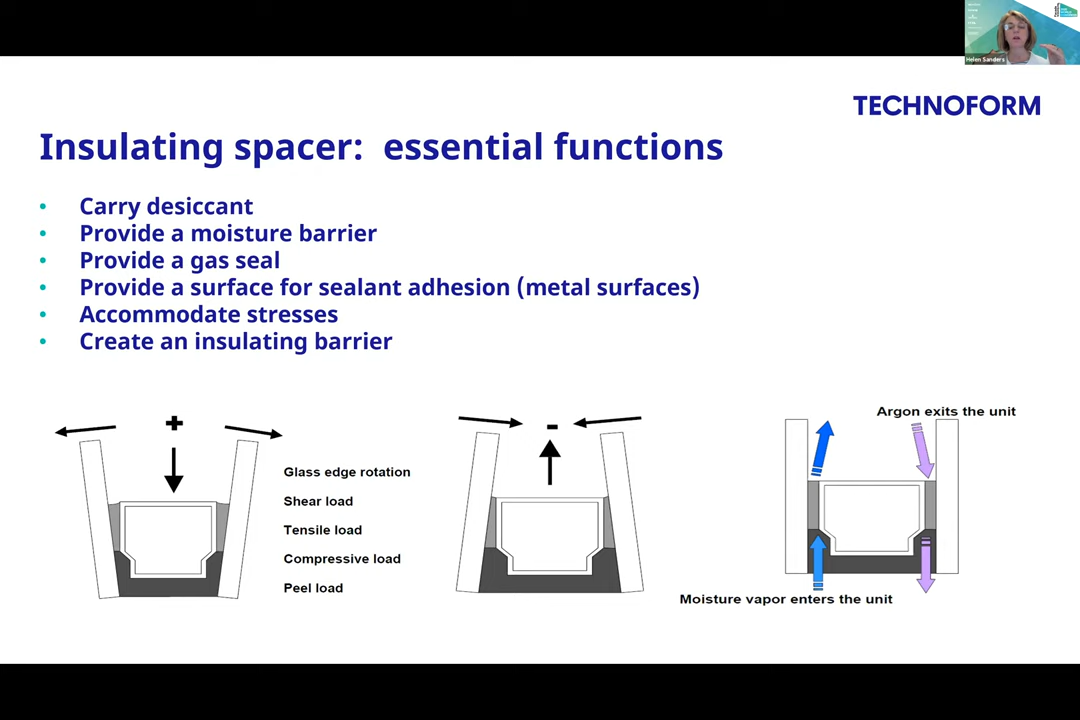 Helen Sanders
TECHNOFORM
Insulating spacer: essential functions
• Carry desiccant
• Provide a moisture barrier
• Provide a gas seal
• Provide a surface for sealant adhesion (metal surfaces)
• Accommodate stresses
• Create an insulating barrier
+
-
Glass edge rotation
Shear load
Tensile load
Compressive load
Peel load
Argon exits the unit
Moisture vapor enters the unit